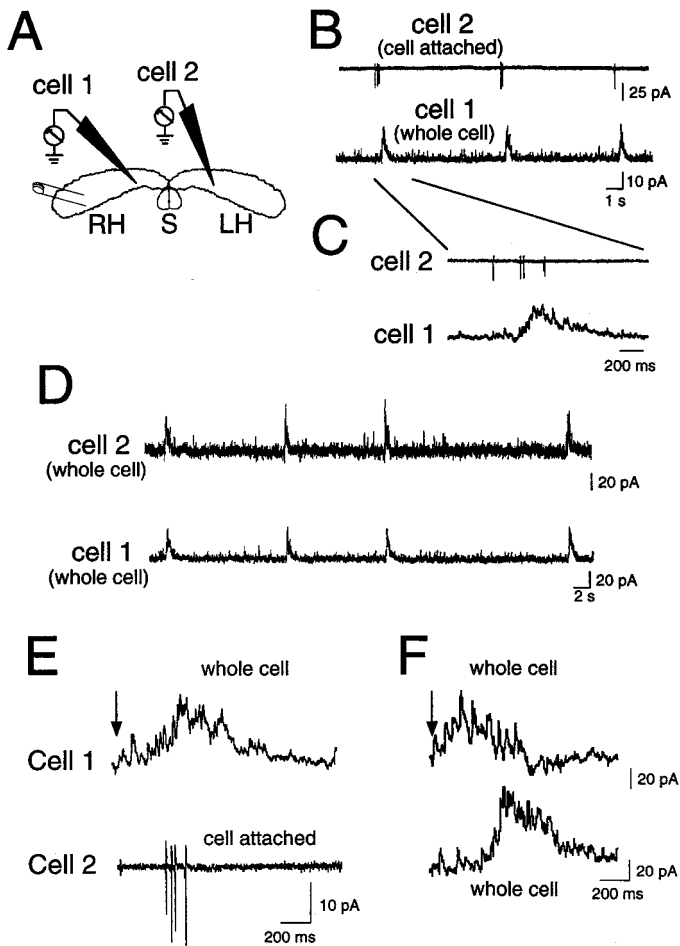 A
cell 1
cell 2
RH
S
LH
B
cell 2
(cell attached)
25 pA
cell 1
(whole cell)
10 pA
1 s
C
cell 2
cell 1
200 ms
D
cell 2
(whole cell)
20 pA
cell 1
(whole cell)
20 pA
2 s
E
whole cell
Cell 1
cell attached
Cell 2
10 pA
200 ms
F
whole cell
20 pA
20 pA
whole cell
200 ms